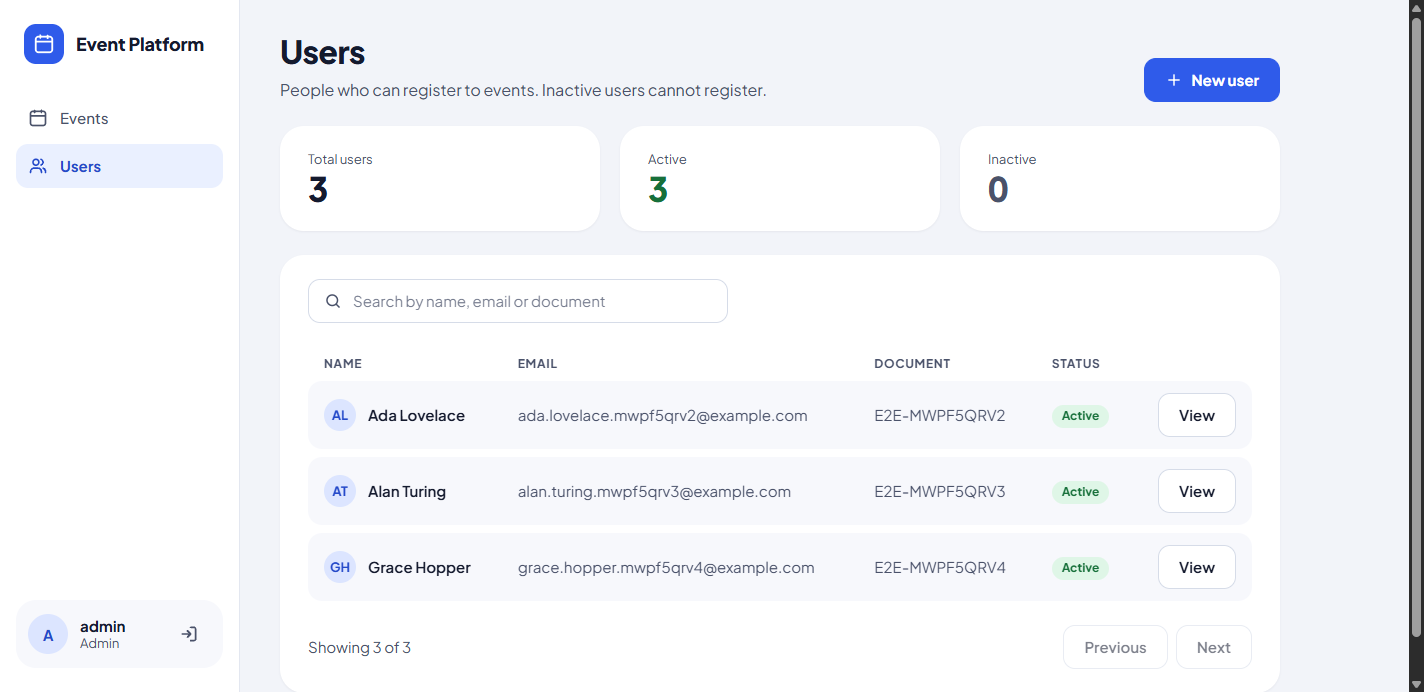 Event Platform
Events
Users
A
admin
Admin
Users
People who can register to events. Inactive users cannot register.
New user
Total users
3
Active
3
Inactive
0
Search by name, email or document
NAME EMAIL DOCUMENT STATUS
AL Ada Lovelace ada.lovelace.mwpf5qrv2@example.com E2E-MWPF5QRV2 Active View
AT Alan Turing alan.turing.mwpf5qrv3@example.com E2E-MWPF5QRV3 Active View
GH Grace Hopper grace.hopper.mwpf5qrv4@example.com E2E-MWPF5QRV4 Active View
Showing 3 of 3 Previous Next